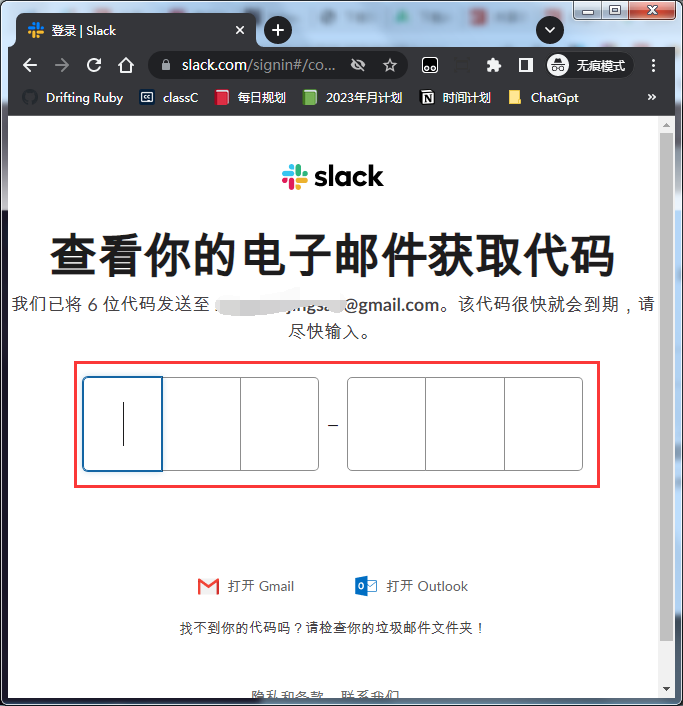 登录 | Slack
slack.com/signin#/co...
无痕模式
Drifting Ruby classC 每日规划 2023年月计划 时间计划 ChatGpt »
slack
查看你的电子邮件获取代码
我们已将 6 位代码发送至 @gmail.com。该代码很快就会到期，请
尽快输入。
–
打开 Gmail 打开 Outlook
找不到你的代码吗？请检查你的垃圾邮件文件夹！
隐私和条款 联系我们